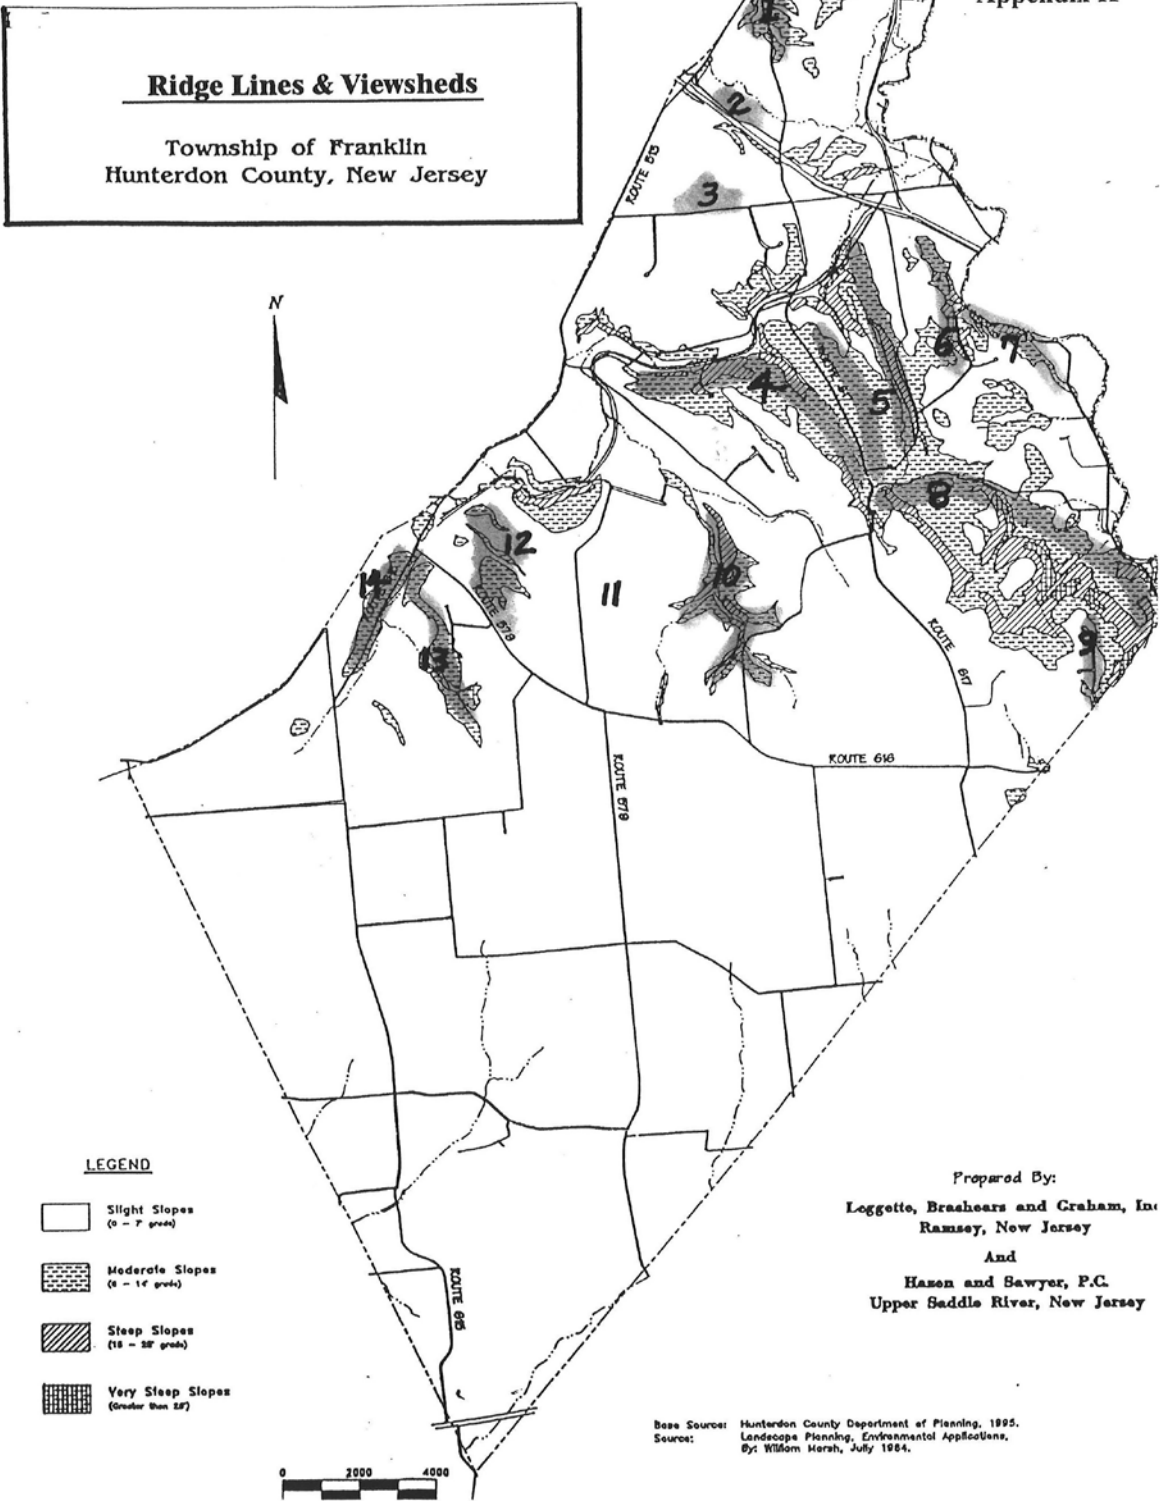 Ridge Lines & Viewsheds
Township of Franklin
Hunterdon County, New Jersey
N
1
2
ROUTE 513
3
4
5
6
7
8
9
10
11
12
ROUTE 579
13
14
ROUTE 617
ROUTE 616
ROUTE 579
ROUTE 615
LEGEND
Slight Slopes
Moderate Slopes
Steep Slopes
Very Steep Slopes
(Greater than 25')
0 2000 4000
Prepared By:
Leggette, Brashears and Graham,
Ramsey, New Jersey
And
Hazen and Sawyer, P.C.
Upper Saddle River, New Jersey
Base Source: Hunterdon County Department of Planning, 1995.
Source: Landscape Planning, Environmental Applications,
By: William Marsh, July 1984.